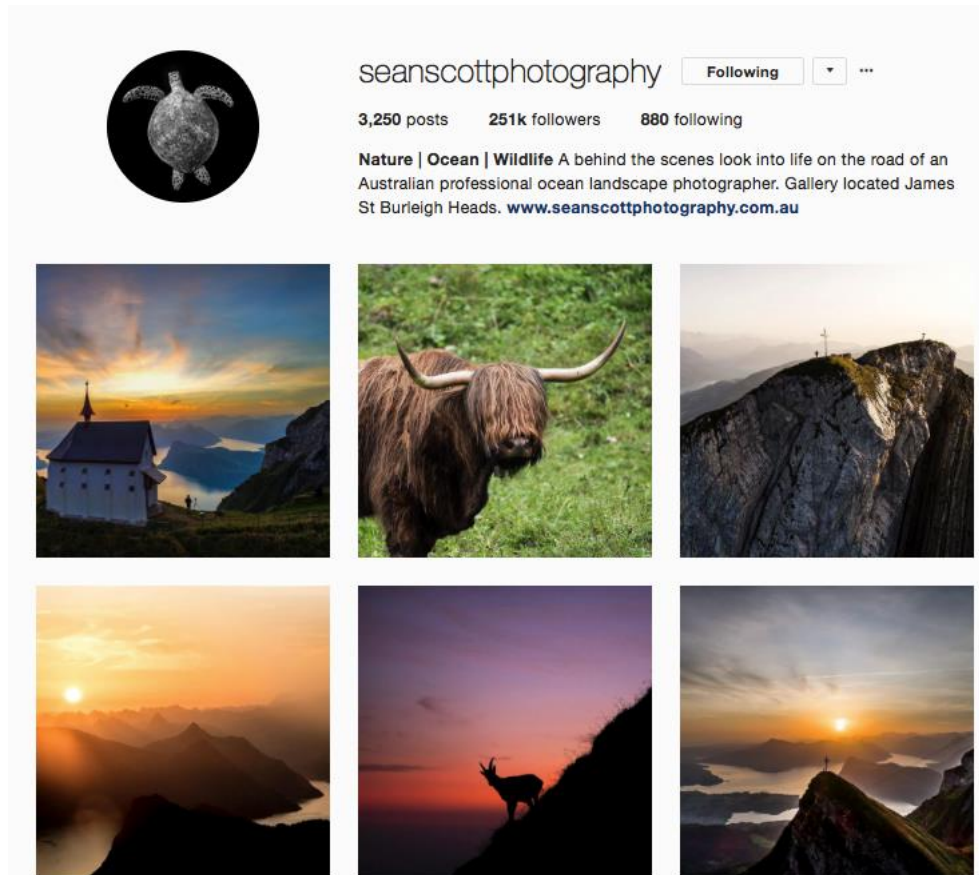 seanscottphotography Following ...
3,250 posts 251k followers 880 following
Nature | Ocean | Wildlife A behind the scenes look into life on the road of an
Australian professional ocean landscape photographer. Gallery located James
St Burleigh Heads. www.seanscottphotography.com.au